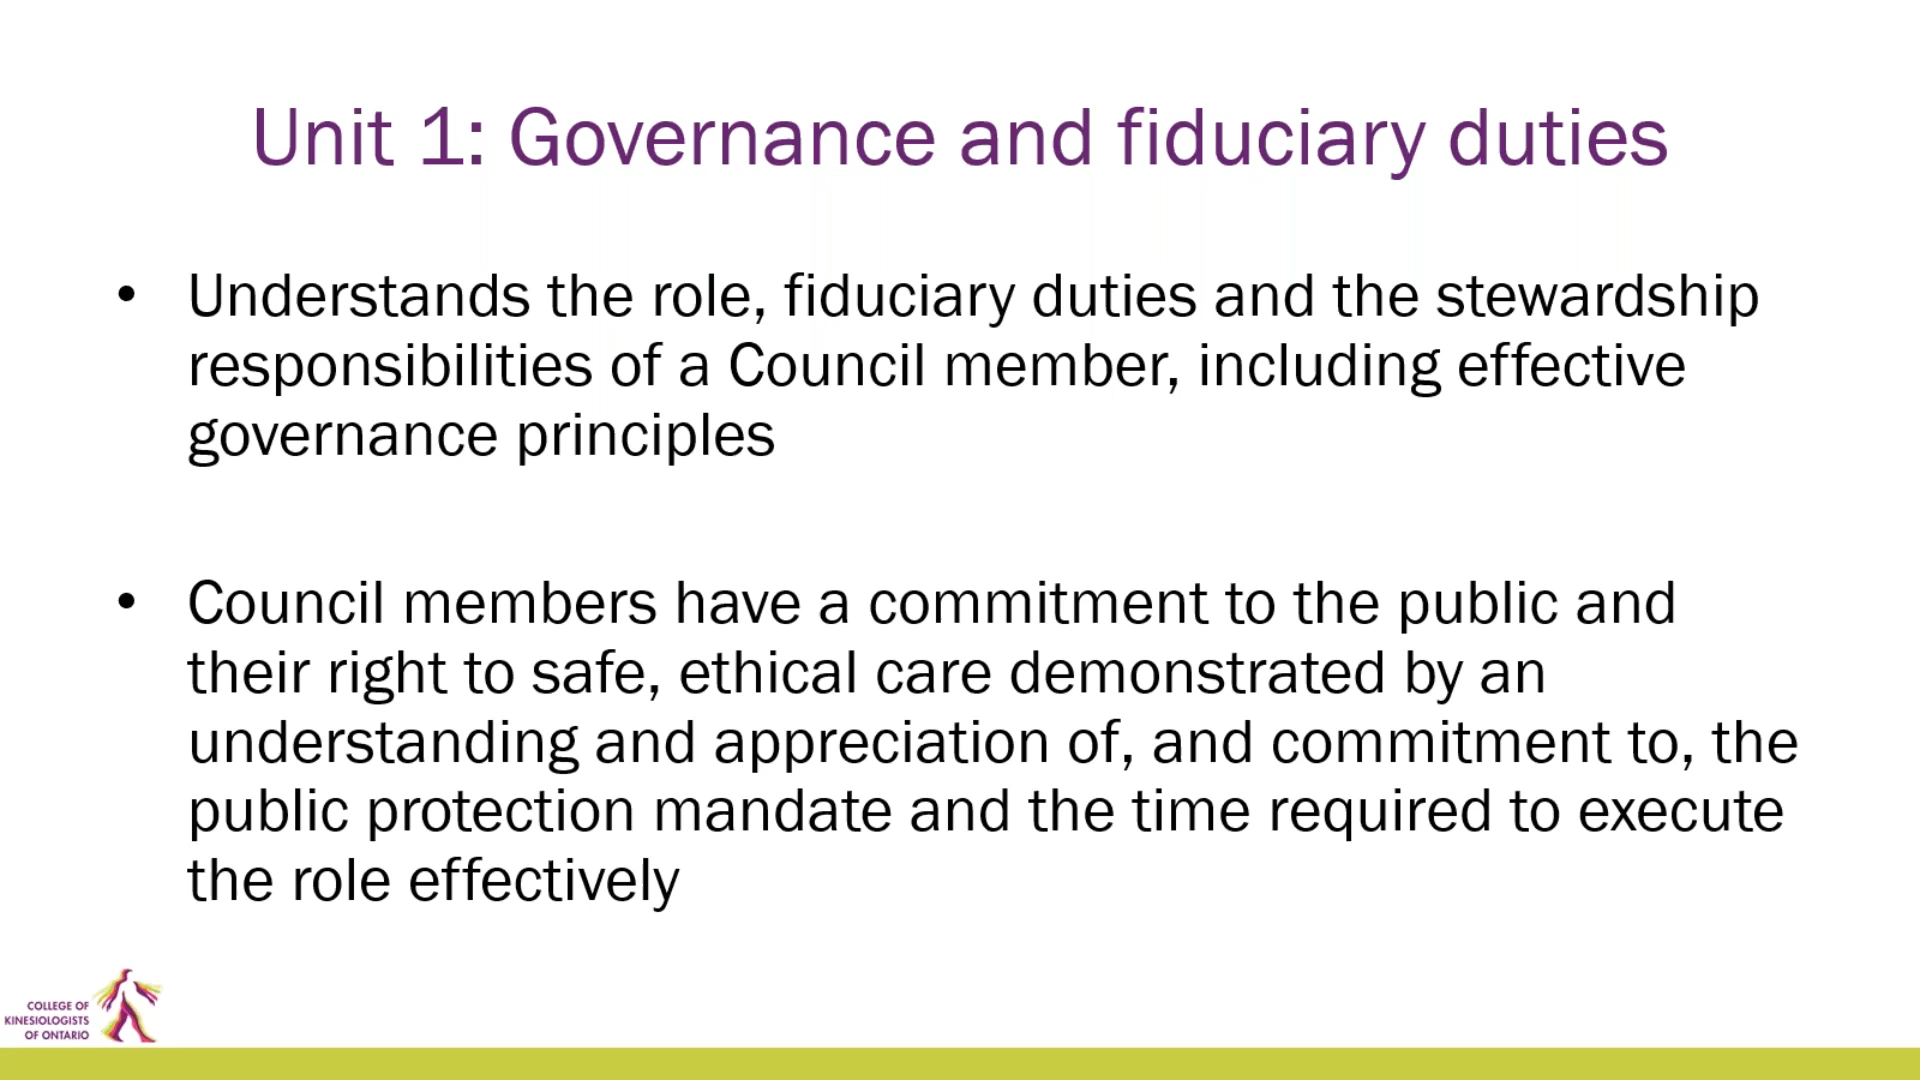 Unit 1: Governance and fiduciary duties
• Understands the role, fiduciary duties and the stewardship
responsibilities of a Council member, including effective
governance principles
• Council members have a commitment to the public and
their right to safe, ethical care demonstrated by an
understanding and appreciation of, and commitment to, the
public protection mandate and the time required to execute
the role effectively
COLLEGE OF
KINESIOLOGISTS
OF ONTARIO